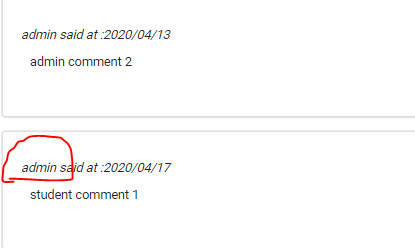 admin said at :2020/04/13
admin comment 2
admin said at :2020/04/17
student comment 1